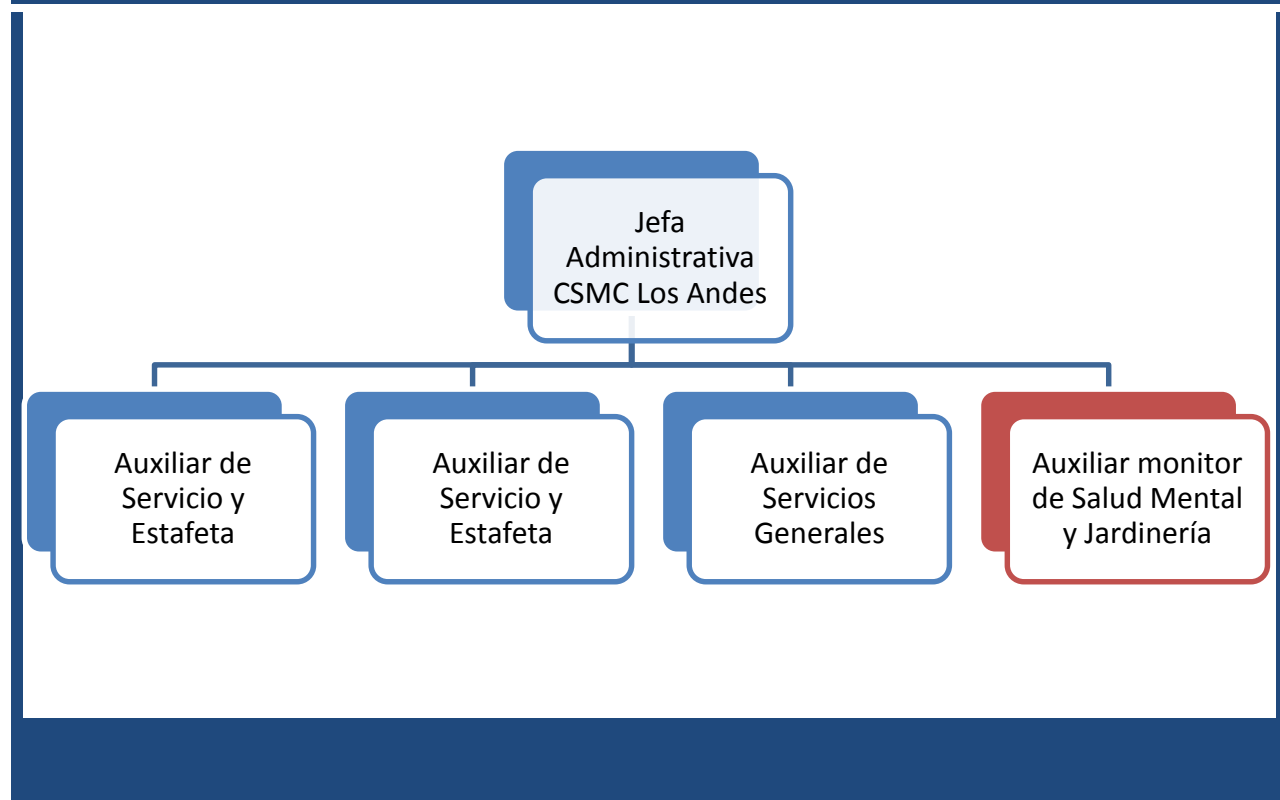 Jefa
Administrativa
CSMC Los Andes
Auxiliar de
Servicio y
Estafeta
Auxiliar de
Servicio y
Estafeta
Auxiliar de
Servicios
Generales
Auxiliar monitor
de Salud Mental
y Jardinería